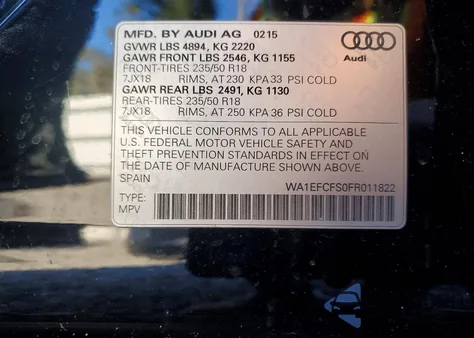 MFD. BY AUDI AG 0215
GVWR LBS 4894, KG 2220
GAWR FRONT LBS 2546, KG 1155
FRONT-TIRES 235/50 R18
7JX18 RIMS, AT 230 KPA 33 PSI COLD
GAWR REAR LBS 2491, KG 1130
REAR-TIRES 235/50 R18
7JX18 RIMS, AT 250 KPA 36 PSI COLD
Audi
THIS VEHICLE CONFORMS TO ALL APPLICABLE
U.S. FEDERAL MOTOR VEHICLE SAFETY AND
THEFT PREVENTION STANDARDS IN EFFECT ON
THE DATE OF MANUFACTURE SHOWN ABOVE.
SPAIN
WA1EFCFS0FR011822
TYPE:
MPV